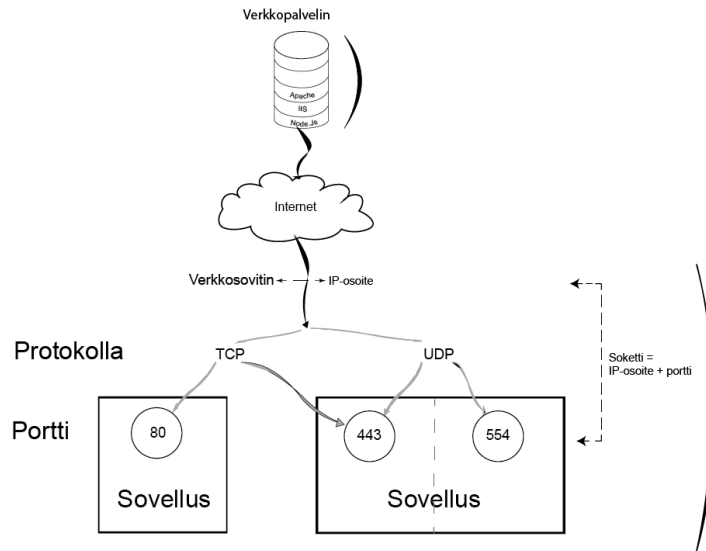 Verkkopalvelin
Apache
IIS
Node.Js
Internet
Verkkosovitin
IP-osoite
Protokolla
TCP
UDP
Soketti =
IP-osoite + portti
Portti
80
443
554
Sovellus
Sovellus